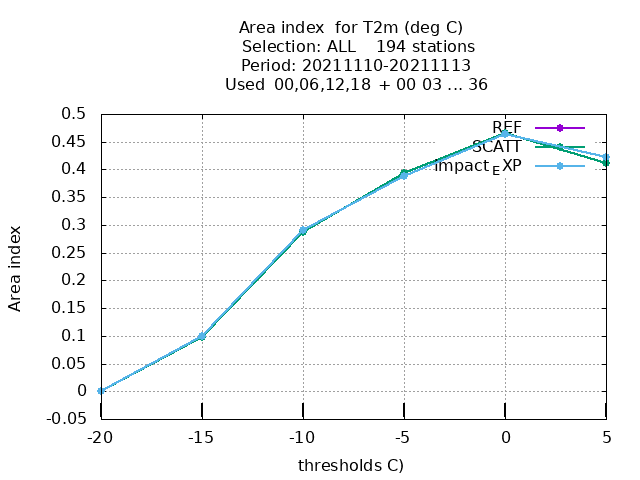 Area index  for T2m (deg C)
Selection: ALL    194 stations
Period: 20211110-20211113
Used  00,06,12,18  + 00 03 ... 36
0.5
0.45
0.4
0.35
0.3
0.25
0.2
0.15
0.1
0.05
0
-0.05
-20
-15
-10
-5
0
5
Area index
thresholds C)
REF
SCATT
impact_EXP